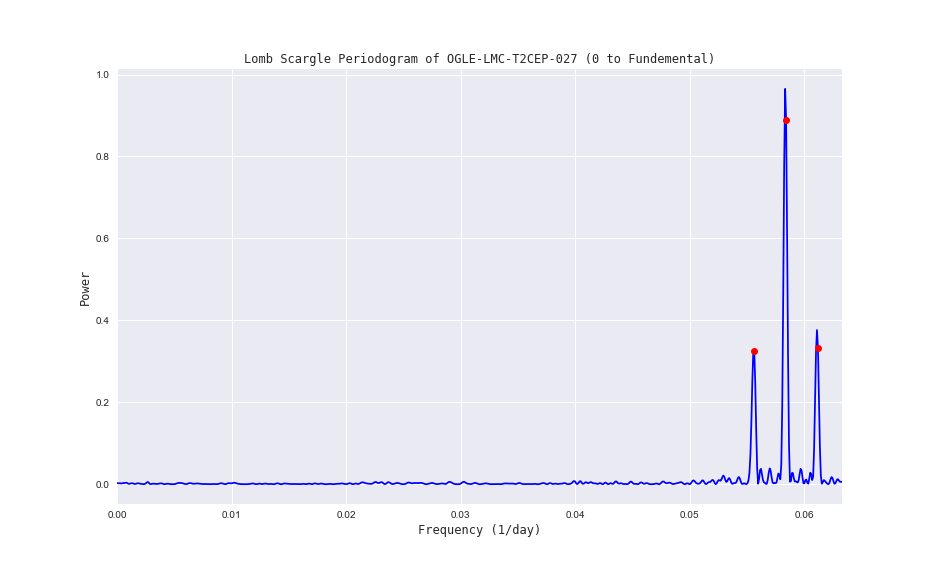 Lomb Scargle Periodogram of OGLE-LMC-T2CEP-027 (0 to Fundemental)
1.0
0.8
0.6
0.4
0.2
0.0
Power
0.00 0.01 0.02 0.03 0.04 0.05 0.06
Frequency (1/day)